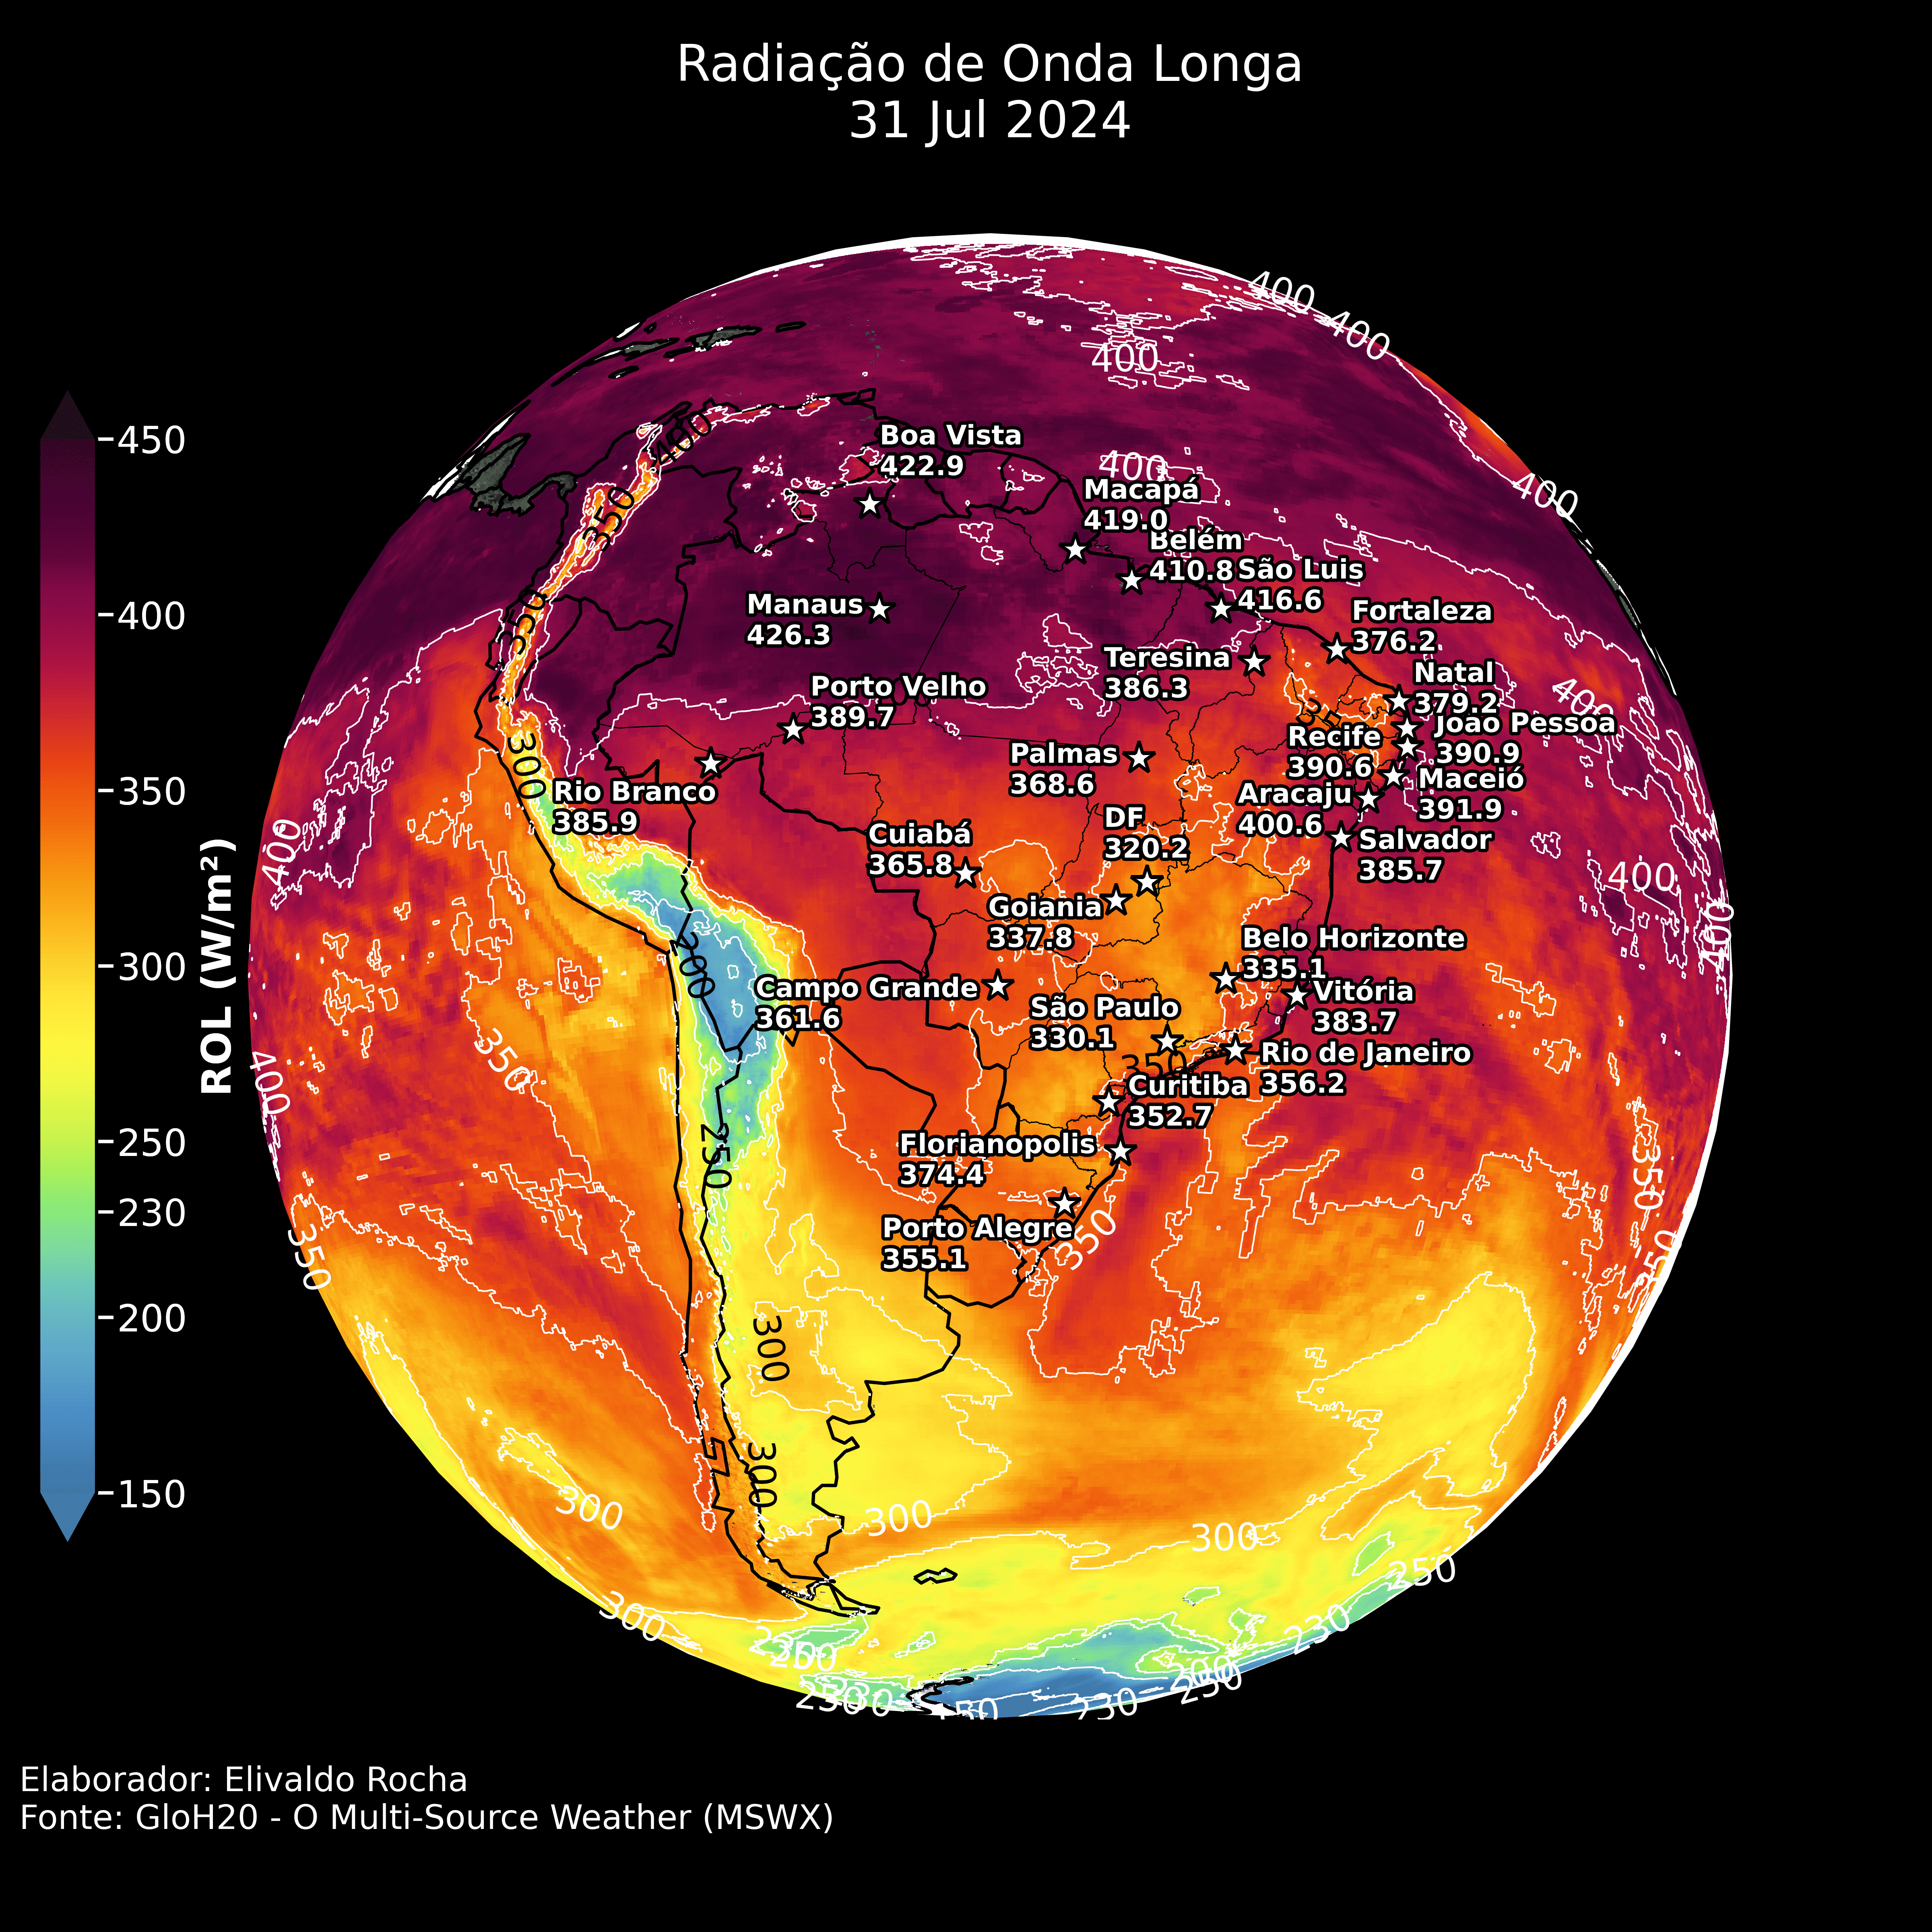 Radiação de Onda Longa
31 Jul 2024
450
400
350
300
250
230
200
150
ROL (W/m²)
400
400
400
400
400
400
400
400
400
400
400
350
350
350
350
350
350
350
350
300
300
300
300
300
300
300
250
250
250
230
230
200
200
Boa Vista
422.9
Macapá
419.0
Belém
410.8
São Luis
416.6
Manaus
426.3
Fortaleza
376.2
Teresina
386.3
Natal
379.2
Porto Velho
389.7
João Pessoa
390.9
Recife
390.6
Palmas
368.6
Maceió
391.9
Rio Branco
385.9
Aracaju
400.6
DF
320.2
Cuiabá
365.8
Salvador
385.7
Goiania
337.8
Belo Horizonte
335.1
Campo Grande
361.6
Vitória
383.7
São Paulo
330.1
Rio de Janeiro
356.2
Curitiba
352.7
Florianopolis
374.4
Porto Alegre
355.1
Elaborador: Elivaldo Rocha
Fonte: GloH20 - O Multi-Source Weather (MSWX)